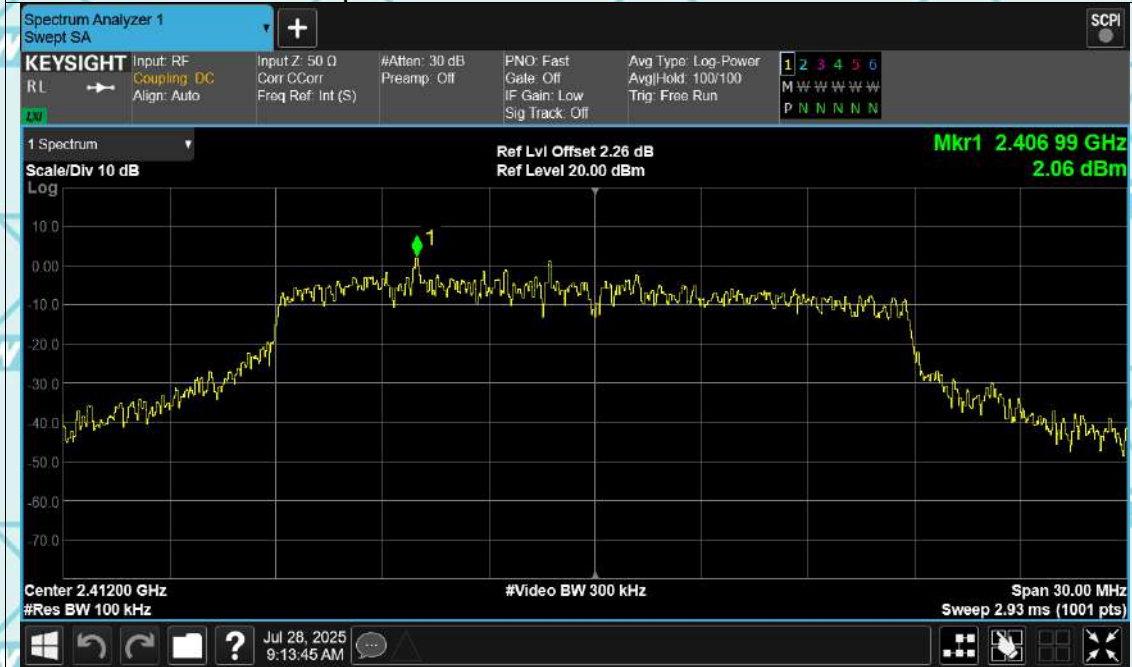 Spectrum Analyzer 1
Swept SA
+
SCPI
KEYSIGHT
RL
LXI
Input: RF
Coupling: DC
Align: Auto
Input Z: 50 Ω
Corr CCorr
Freq Ref: Int (S)
#Atten: 30 dB
Preamp: Off
PNO: Fast
Gate: Off
IF Gain: Low
Sig Track: Off
Avg Type: Log-Power
Avg|Hold: 100/100
Trig: Free Run
1 2 3 4 5 6
M W W W W W
P N N N N N
1 Spectrum
Scale/Div 10 dB
Log
Ref Lvl Offset 2.26 dB
Ref Level 20.00 dBm
Mkr1 2.406 99 GHz
2.06 dBm
1
10.0
0.00
-10.0
-20.0
-30.0
-40.0
-50.0
-60.0
-70.0
Center 2.41200 GHz
#Res BW 100 kHz
#Video BW 300 kHz
Span 30.00 MHz
Sweep 2.93 ms (1001 pts)
?
Jul 28, 2025
9:13:45 AM